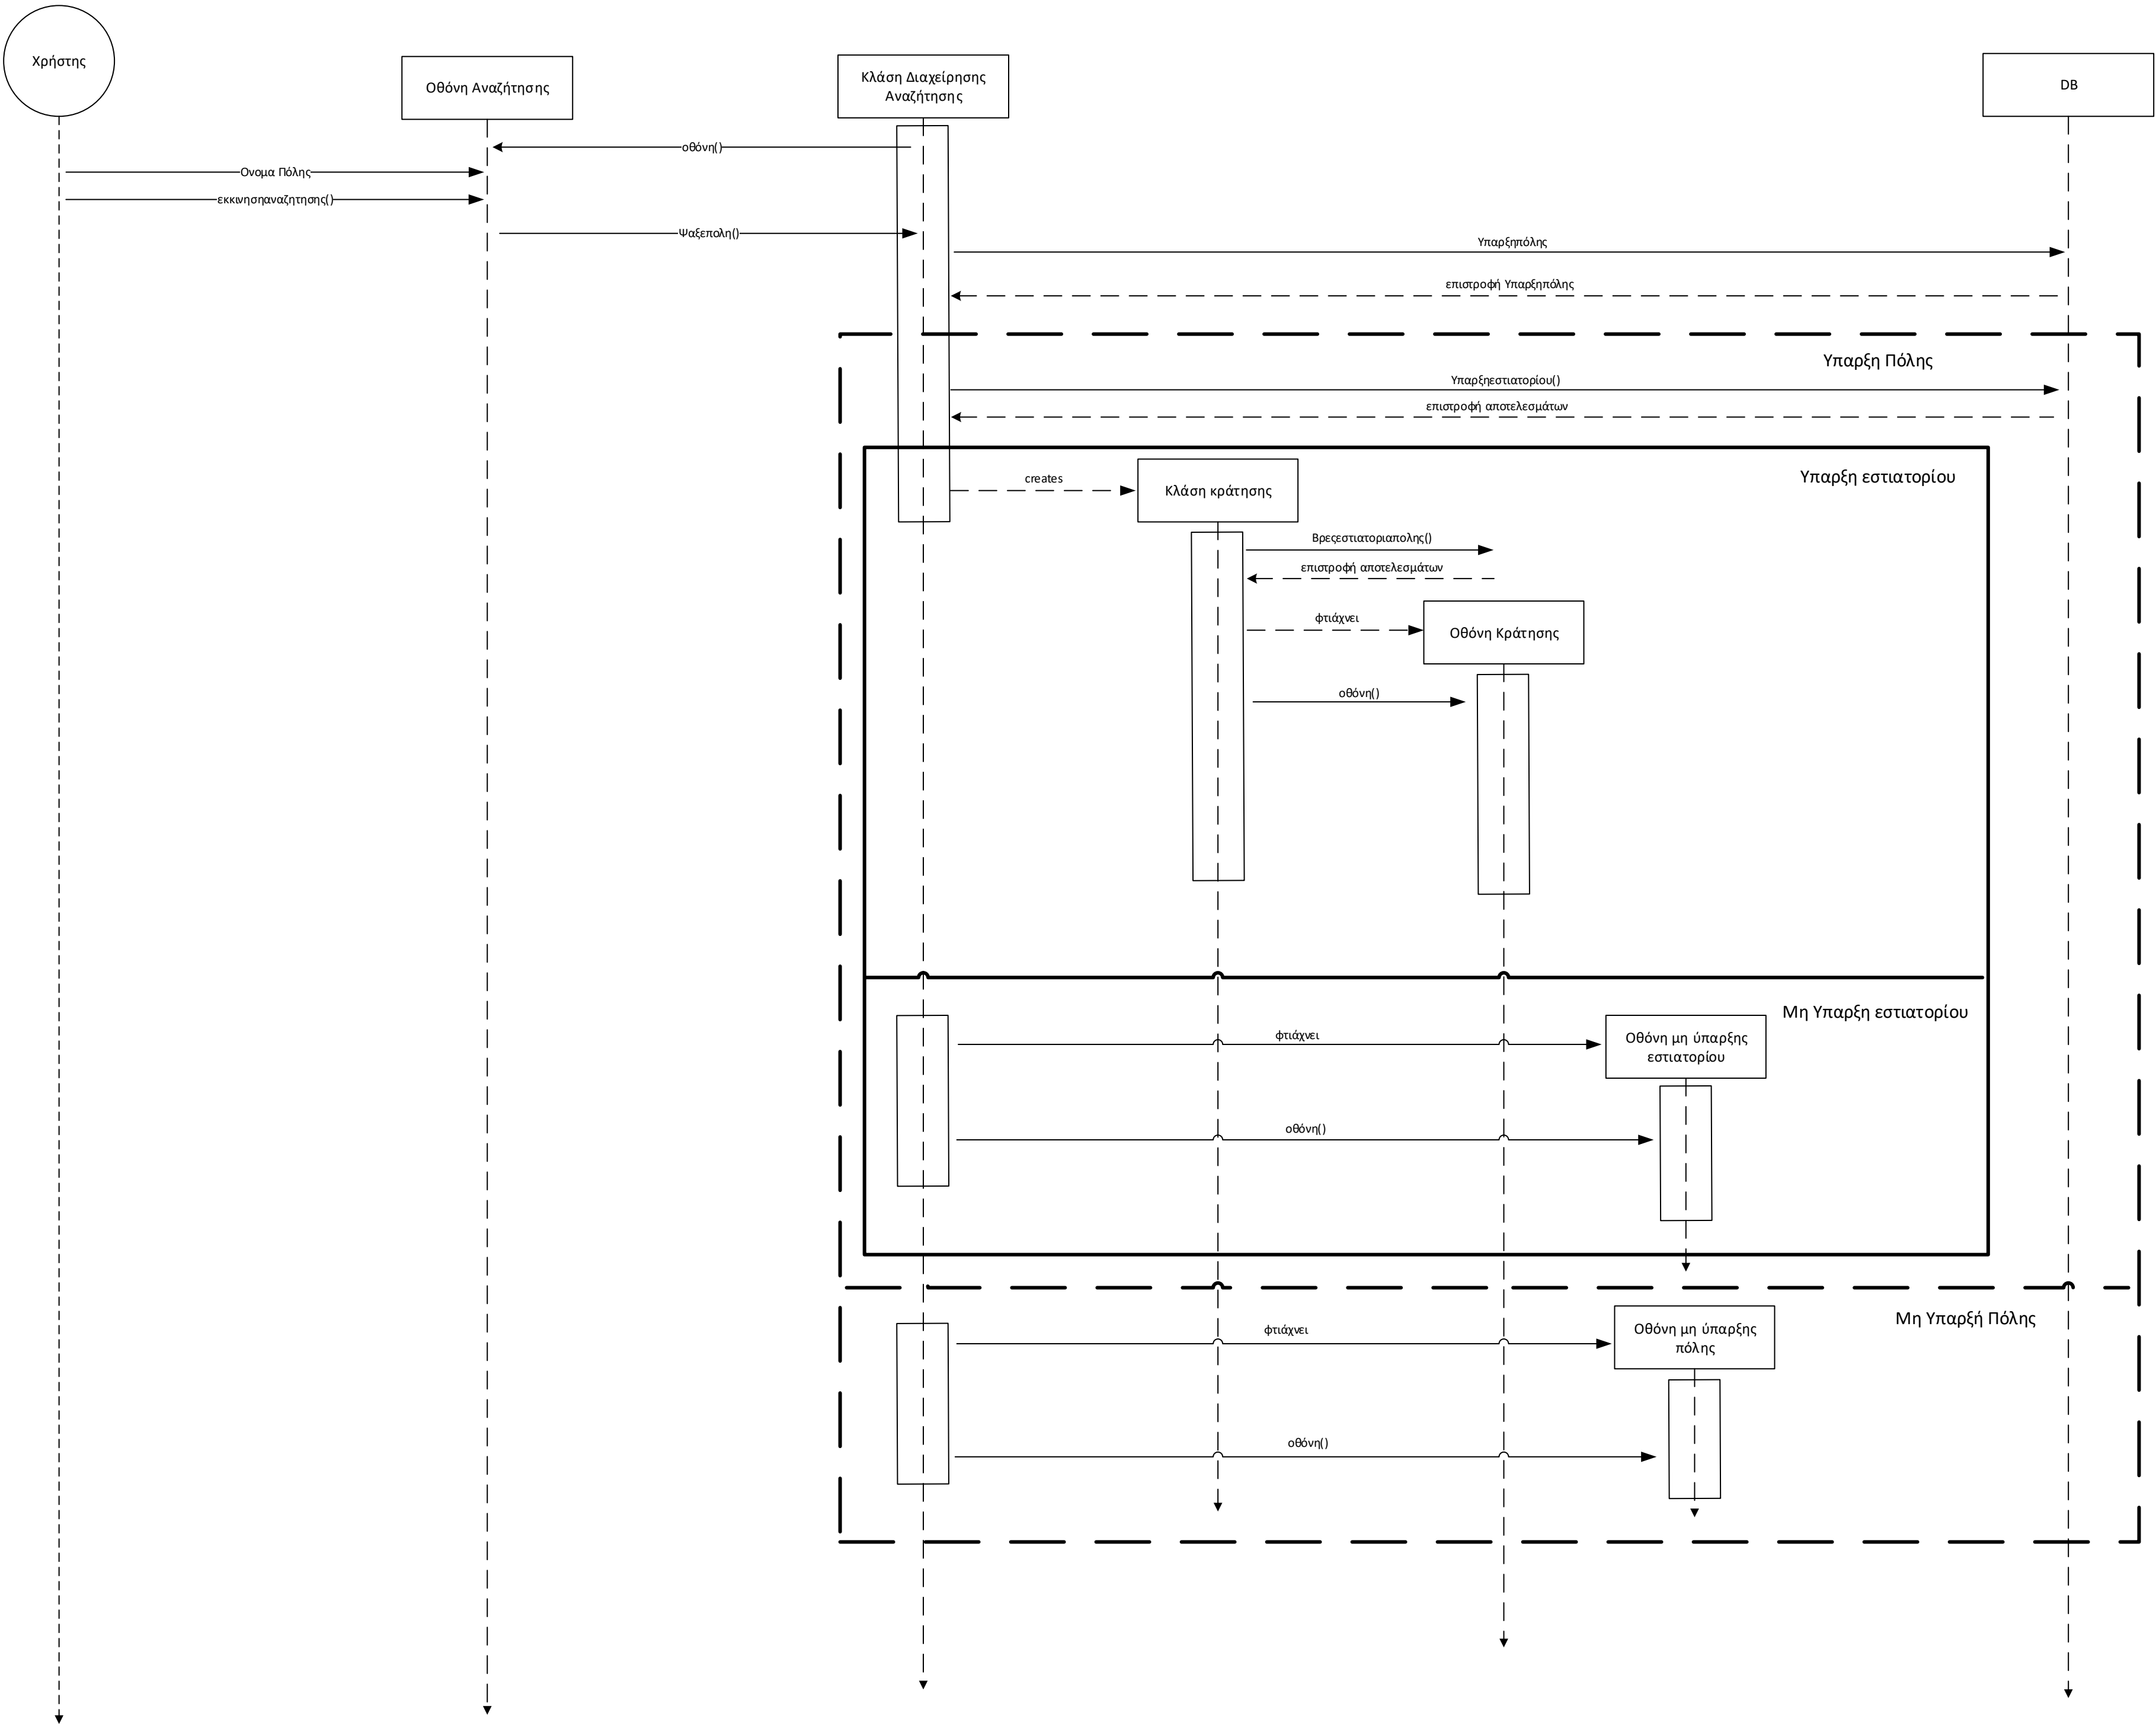 Χρήστης
Οθόνη Αναζήτησης
Κλάση Διαχείρησης
Αναζήτησης
DB
οθόνη()
Ονομα Πόλης
εκκινησηαναζητησης()
Ψαξεπολη()
Υπαρξηπόλης
επιστροφή Υπαρξηπόλης
Υπαρξη Πόλης
Υπαρξηεστιατορίου()
επιστροφή αποτελεσμάτων
Υπαρξη εστιατορίου
creates
Κλάση κράτησης
Βρεςεστιατοριαπολης()
επιστροφή αποτελεσμάτων
φτιάχνει
Οθόνη Κράτησης
οθόνη()
Μη Υπαρξη εστιατορίου
φτιάχνει
Οθόνη μη ύπαρξης
εστιατορίου
οθόνη()
Μη Υπαρξή Πόλης
φτιάχνει
Οθόνη μη ύπαρξης
πόλης
οθόνη()